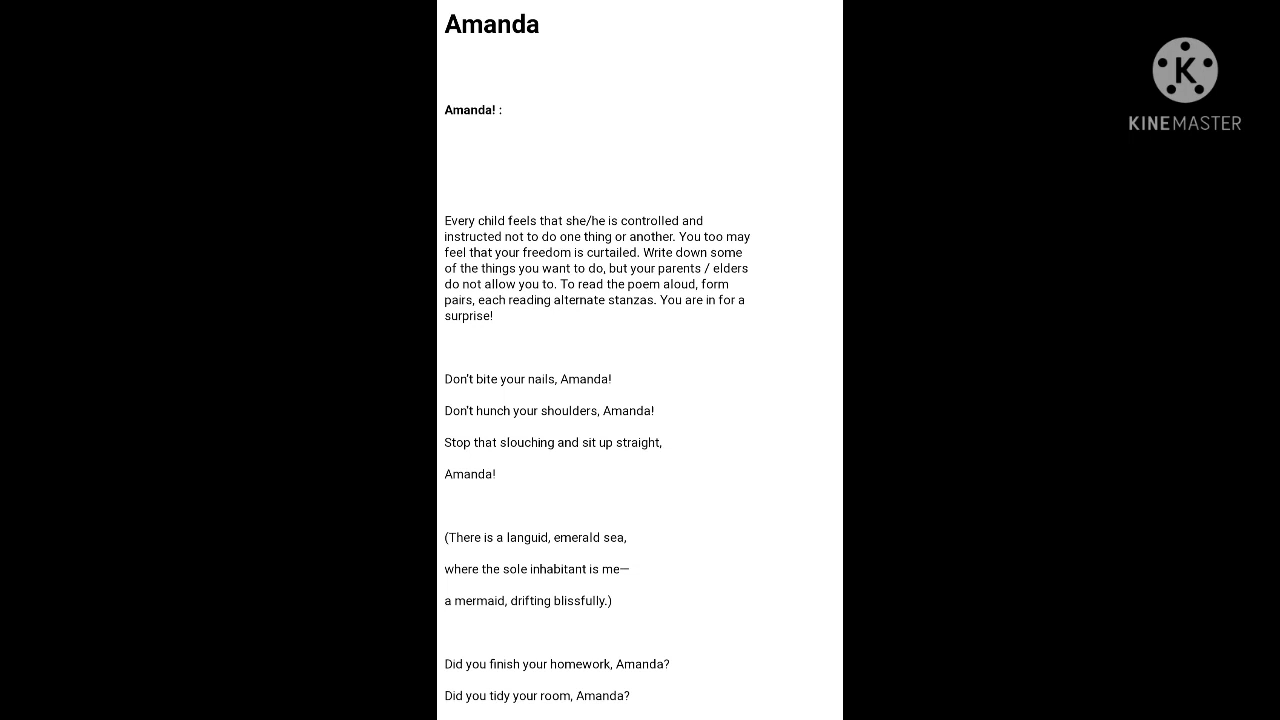 Amanda
Amanda! :
Every child feels that she/he is controlled and
instructed not to do one thing or another. You too may
feel that your freedom is curtailed. Write down some
of the things you want to do, but your parents / elders
do not allow you to. To read the poem aloud, form
pairs, each reading alternate stanzas. You are in for a
surprise!
Don't bite your nails, Amanda!
Don't hunch your shoulders, Amanda!
Stop that slouching and sit up straight,
Amanda!
(There is a languid, emerald sea,
where the sole inhabitant is me—
a mermaid, drifting blissfully.)
Did you finish your homework, Amanda?
Did you tidy your room, Amanda?
K
KINEMASTER